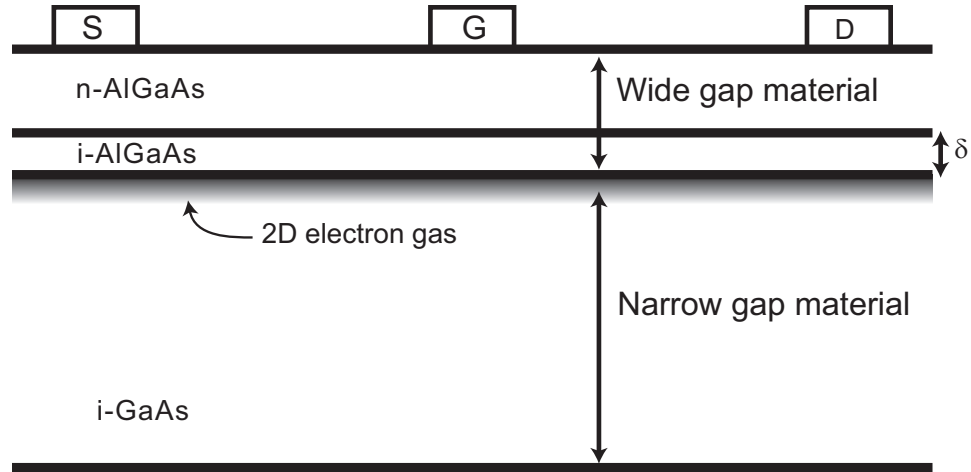 S
G
D
n-AlGaAs
Wide gap material
i-AlGaAs
δ
2D electron gas
Narrow gap material
i-GaAs